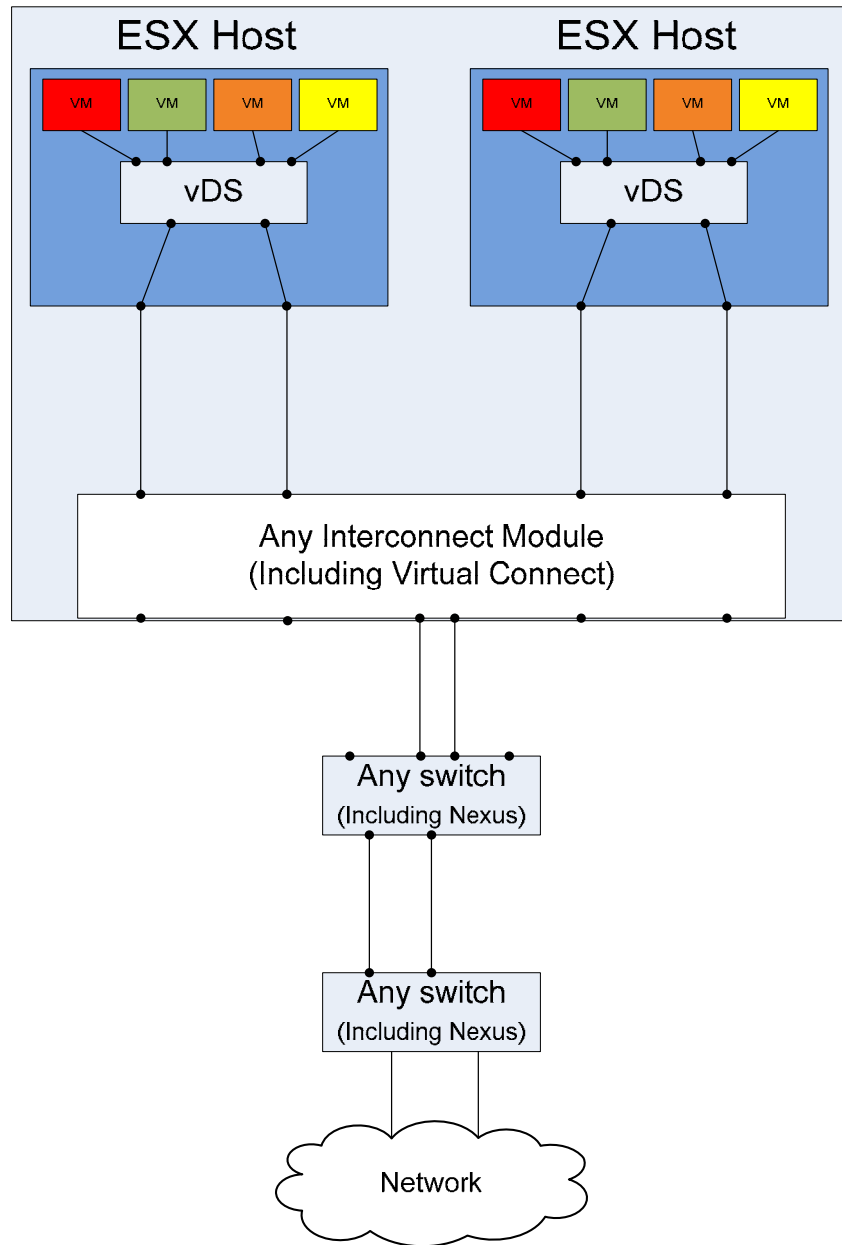 ESX Host
ESX Host
VM
VM
VM
VM
VM
VM
VM
VM
vDS
vDS
Any Interconnect Module
(Including Virtual Connect)
Any switch
(Including Nexus)
Any switch
(Including Nexus)
Network